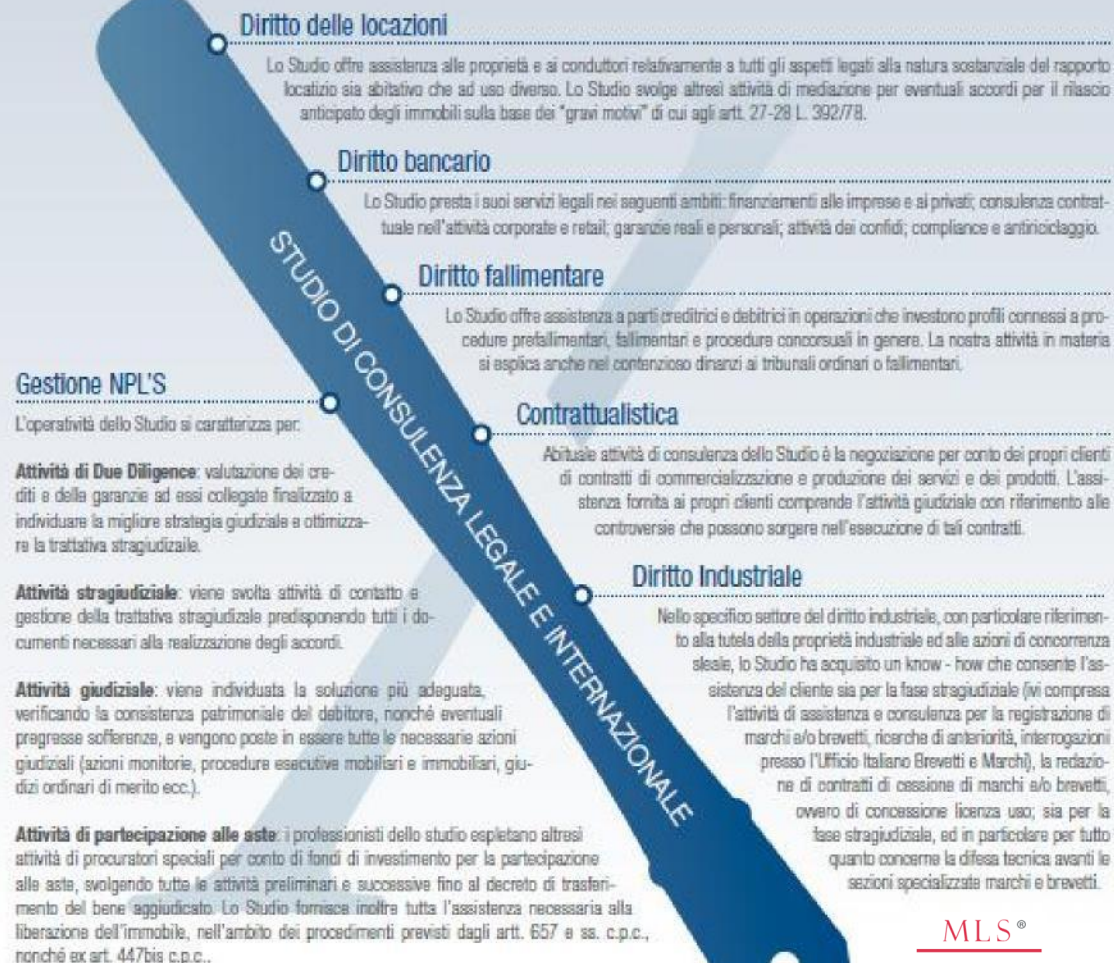 Diritto delle locazioni
Lo Studio offre assistenza alle proprietà e ai conduttori relativamente a tutti gli aspetti legati alla natura sostanziale del rapporto
locatizio sia abitativo che ad uso diverso. Lo Studio svolge altresì attività di mediazione per eventuali accordi per il rilascio
anticipato degli immobili sulla base dei "gravi motivi" di cui agli artt. 27-28 L. 392/78.
Diritto bancario
Lo Studio presta i suoi servizi legali nei seguenti ambiti: finanziamenti alle imprese e ai privati; consulenza contrat-
tuale nell'attività corporate e retail; garanzie reali e personali; attività dei confidi; compliance e antiriciclaggio.
Diritto fallimentare
Lo Studio offre assistenza a parti creditrici e debitrici in operazioni che investono profili connessi a pro-
cedure prefallimentari, fallimentari e procedure concorsuali in genere. La nostra attività in materia
si esplica anche nel contenzioso dinanzi ai tribunali ordinari o fallimentari.
Contrattualistica
Abituale attività di consulenza dello Studio è la negoziazione per conto dei propri clienti
di contratti di commercializzazione e produzione dei servizi e dei prodotti. L'assi-
stenza fornita ai propri clienti comprende l'attività giudiziale con riferimento alle
controversie che possono sorgere nell'esecuzione di tali contratti.
Diritto Industriale
Nello specifico settore del diritto industriale, con particolare riferimen-
to alla tutela della proprietà industriale ed alle azioni di concorrenza
sleale, lo Studio ha acquisito un know - how che consente l'as-
sistenza del cliente sia per la fase stragiudiziale (ivi compresa
l'attività di assistenza e consulenza per la registrazione di
marchi e/o brevetti, ricerche di anteriorità, interrogazioni
presso l'Ufficio Italiano Brevetti e Marchi), la redazio-
ne di contratti di cessione di marchi e/o brevetti,
ovvero di concessione licenza uso; sia per la
fase stragiudiziale, ed in particolare per tutto
quanto concerne la difesa tecnica avanti le
sezioni specializzate marchi e brevetti.
Gestione NPL'S
L'operatività dello Studio si caratterizza per:
Attività di Due Diligence: valutazione dei cre-
diti e delle garanzie ad essi collegate finalizzato a
individuare la migliore strategia giudiziale e ottimizza-
re la trattativa stragiudizaile.
Attività stragiudiziale: viene svolta attività di contatto e
gestione della trattativa stragiudizale predisponendo tutti i do-
cumenti necessari alla realizzazione degli accordi.
Attività giudiziale: viene individuata la soluzione più adeguata,
verificando la consistenza patrimoniale del debitore, nonché eventuali
pregresse sofferenze, e vengono poste in essere tutte le necessarie azioni
giudiziali (azioni monitorie, procedure esecutive mobiliari e immobiliari, giu-
dizi ordinari di merito ecc.).
Attività di partecipazione alle aste: i professionisti dello studio espletano altresì
attività di procuratori speciali per conto di fondi di investimento per la partecipazione
alle aste, svolgendo tutte le attività preliminari e successive fino al decreto di trasferi-
mento del bene aggiudicato. Lo Studio fornisce inoltre tutta l'assistenza necessaria alla
liberazione dell'immobile, nell'ambito dei procedimenti previsti dagli artt. 657 e ss. c.p.c.,
nonché ex art. 447bis c.p.c..
STUDIO DI CONSULENZA LEGALE E INTERNAZIONALE
MLS®